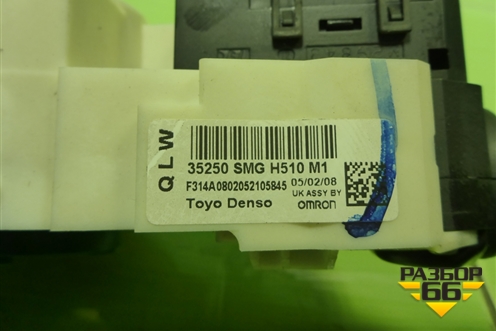 QLW
35250 SMG H510 M1
F314A0802052105845 05/02/08
UK ASSY BY
Toyo Denso OMRON
РАЗБОР
66